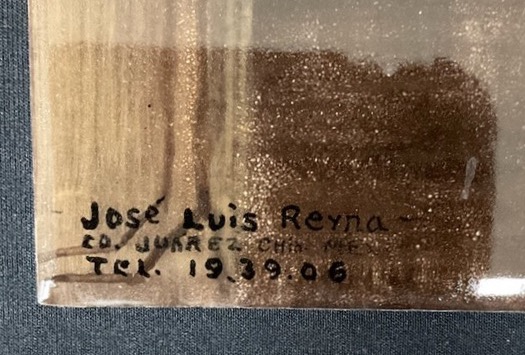 José Luis Reyna
CD. JUAREZ CHIH. MEX
TEL. 19.39.06